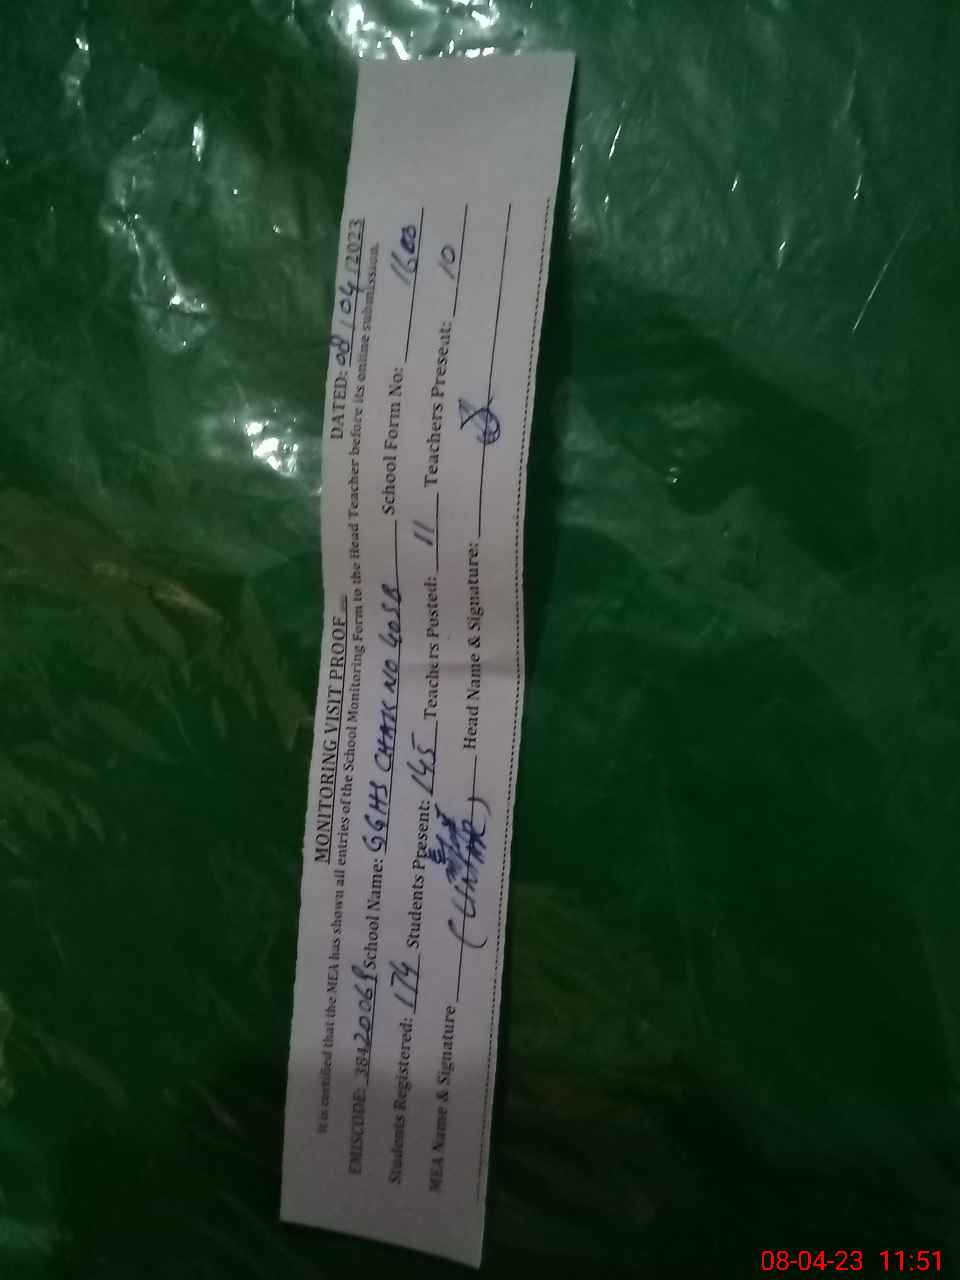 MONITORING VISIT PROOF DATED: 08/04/2023
It is certified that the MEA has shown all entries of the School Monitoring Form to the Head Teacher before its online submission.
EMISCODE: 38420069 School Name: GGHS CHAK NO 40SB School Form No: 1603
Students Registered: 174 Students Present: 145 Teachers Posted: 11 Teachers Present: 10
MEA Name & Signature Head Name & Signature:
08-04-23 11:51